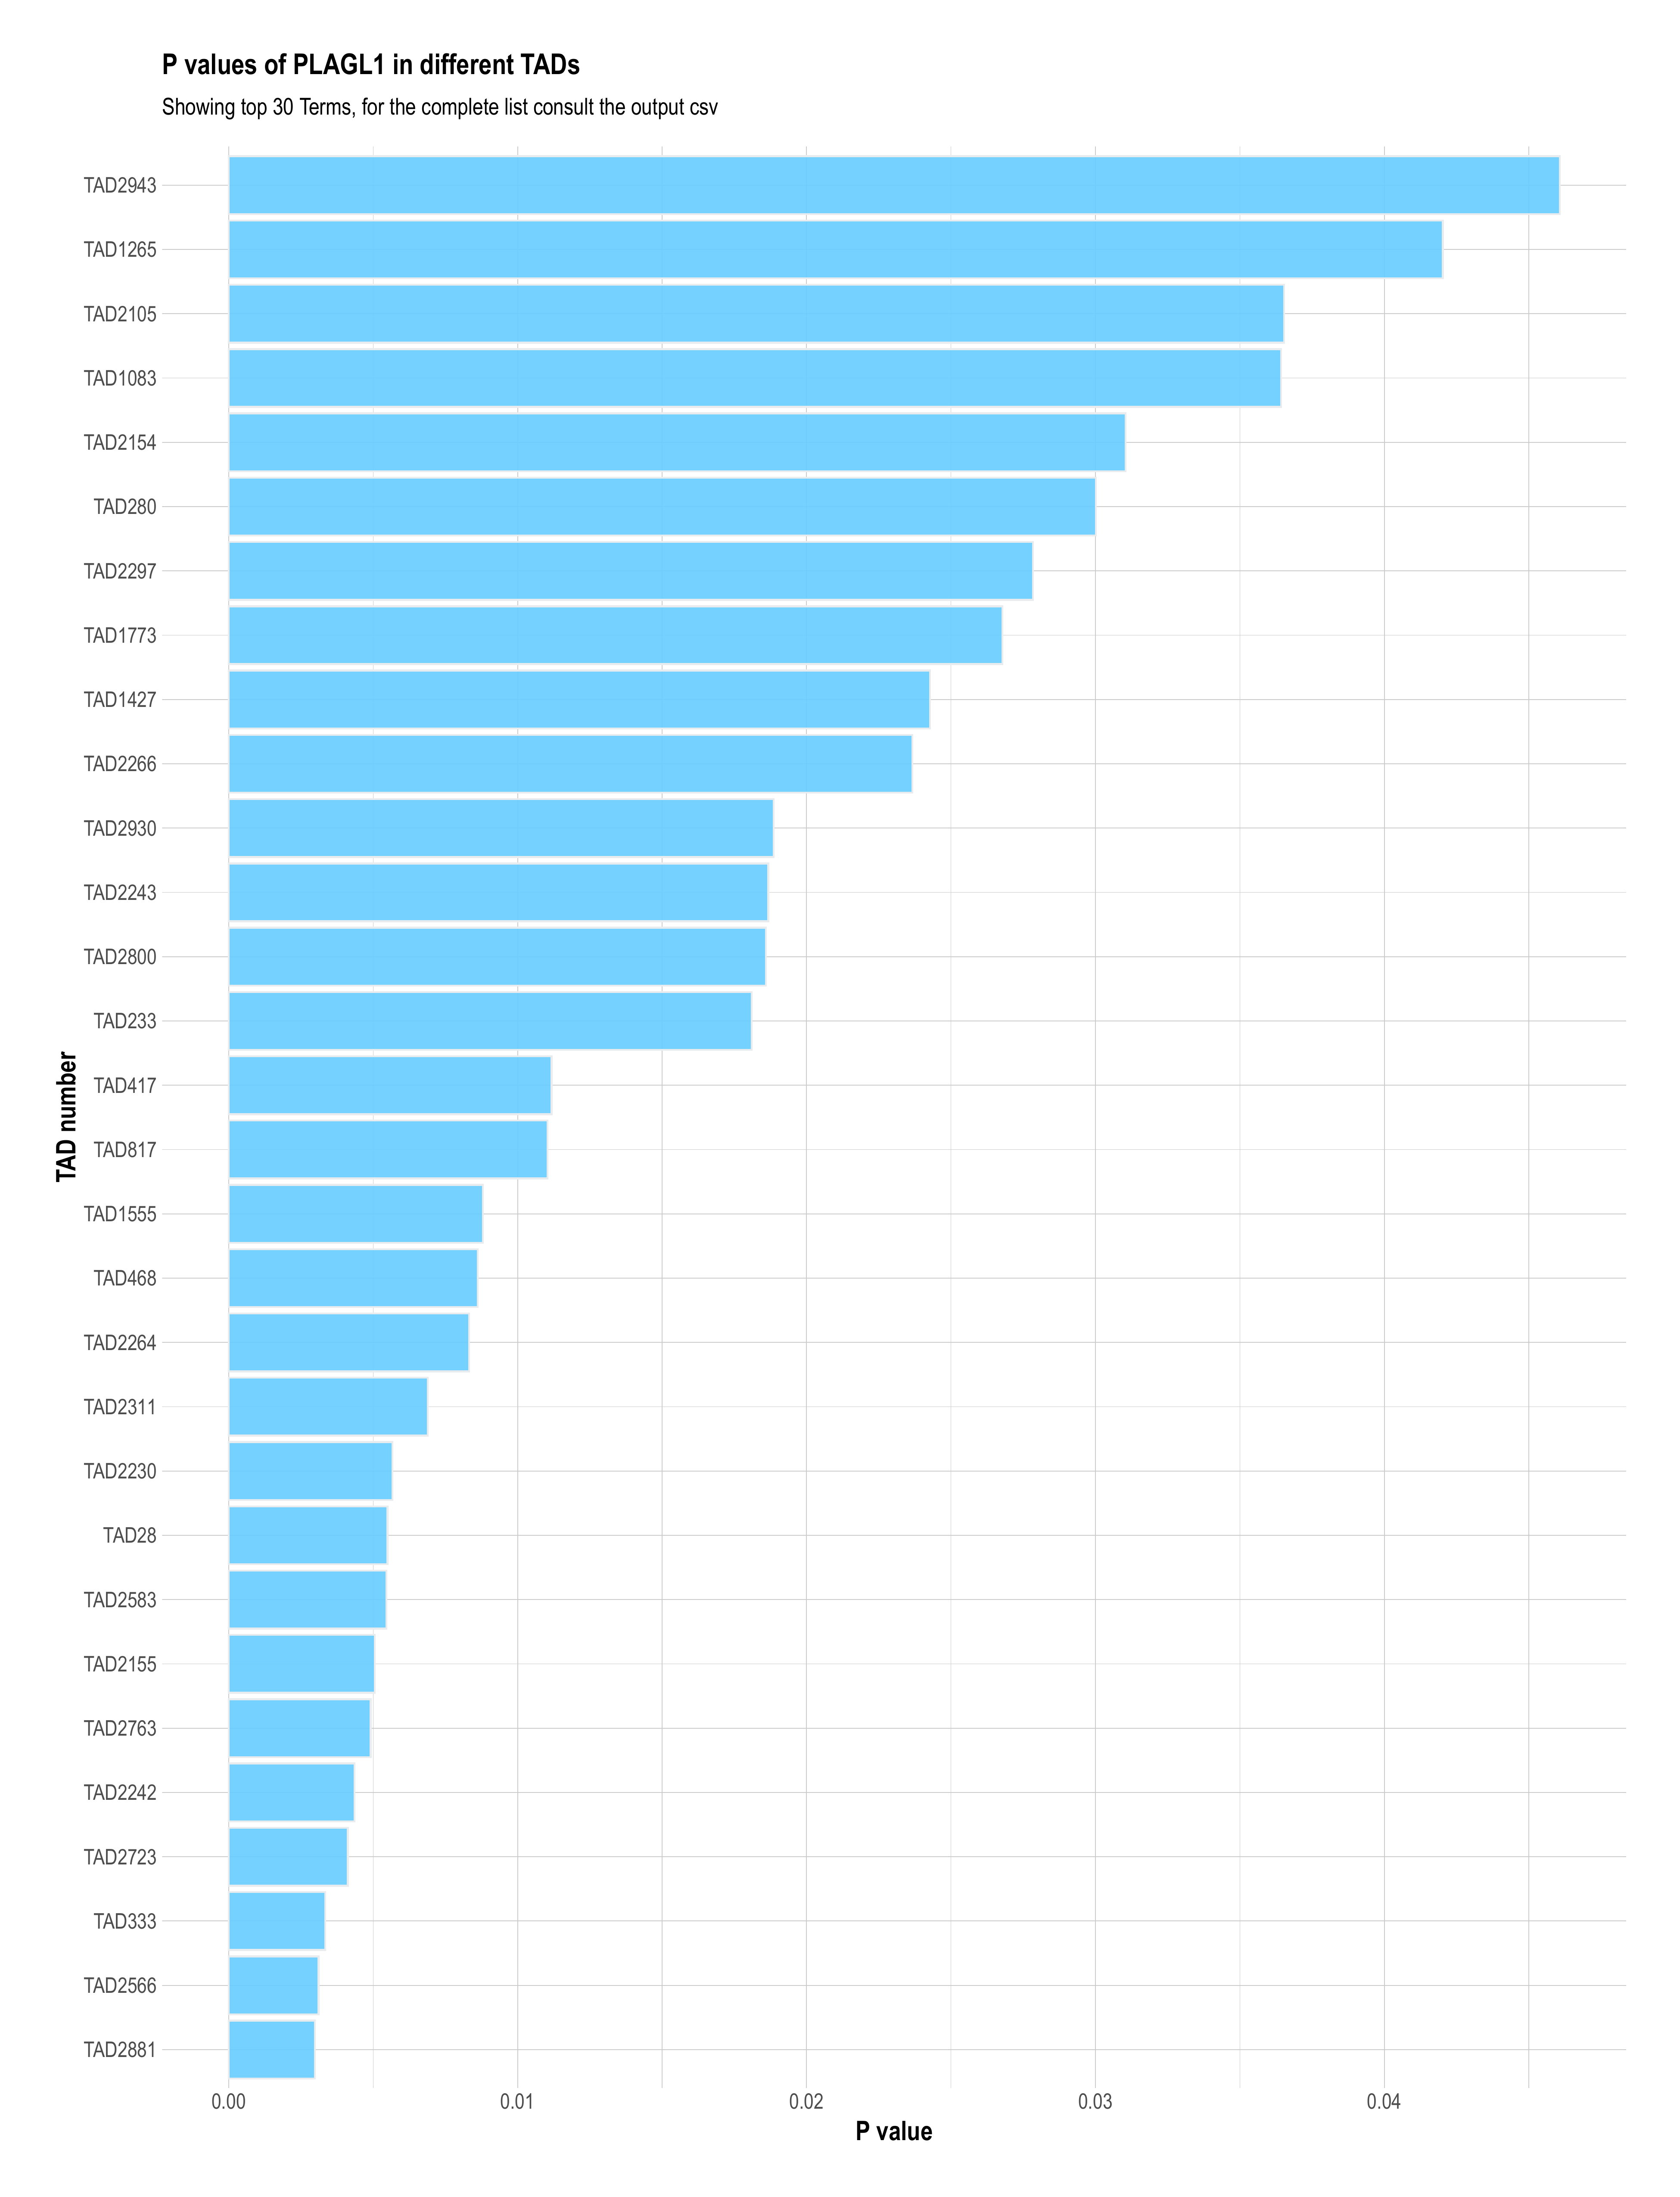 P values of PLAGL1 in different TADs
Showing top 30 Terms, for the complete list consult the output csv
TAD number
TAD2943
TAD1265
TAD2105
TAD1083
TAD2154
TAD280
TAD2297
TAD1773
TAD1427
TAD2266
TAD2930
TAD2243
TAD2800
TAD233
TAD417
TAD817
TAD1555
TAD468
TAD2264
TAD2311
TAD2230
TAD28
TAD2583
TAD2155
TAD2763
TAD2242
TAD2723
TAD333
TAD2566
TAD2881
0.00 0.01 0.02 0.03 0.04
P value